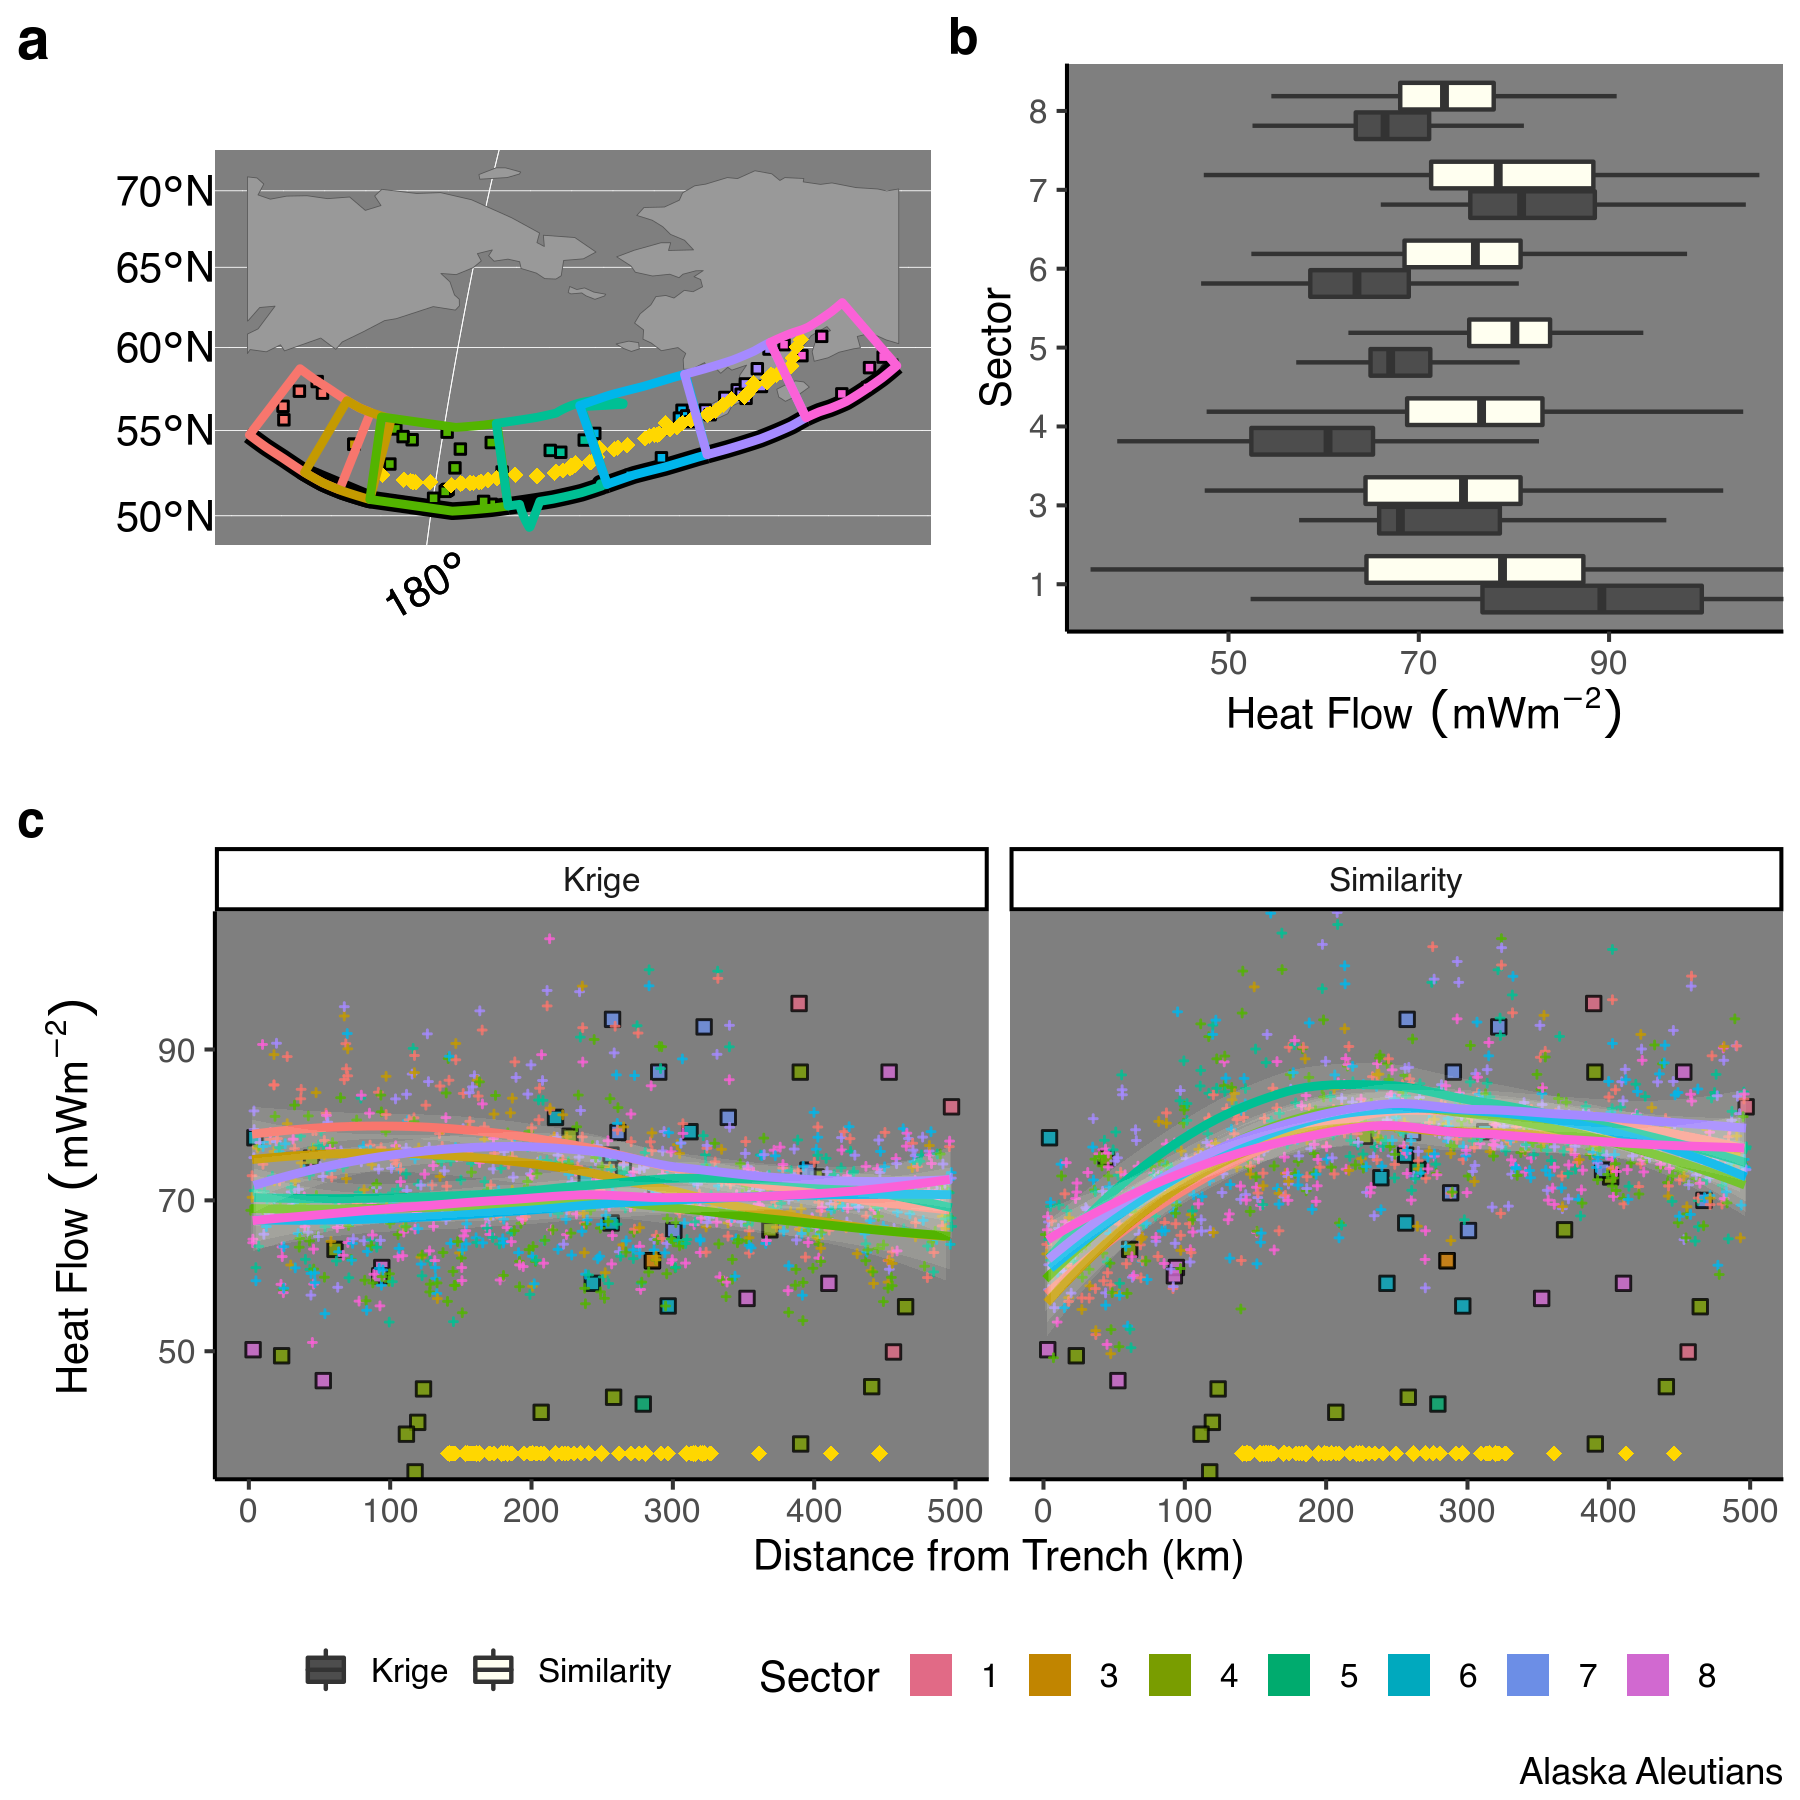 a
70°N
65°N
60°N
55°N
50°N
180°
b
Sector
8
7
6
5
4
3
1
50 70 90
Heat Flow (mWm−2)
c
Krige Similarity
Heat Flow (mWm−2)
90
70
50
0 100 200 300 400 500 0 100 200 300 400 500
Distance from Trench (km)
Krige Similarity Sector 1 3 4 5 6 7 8
Alaska Aleutians